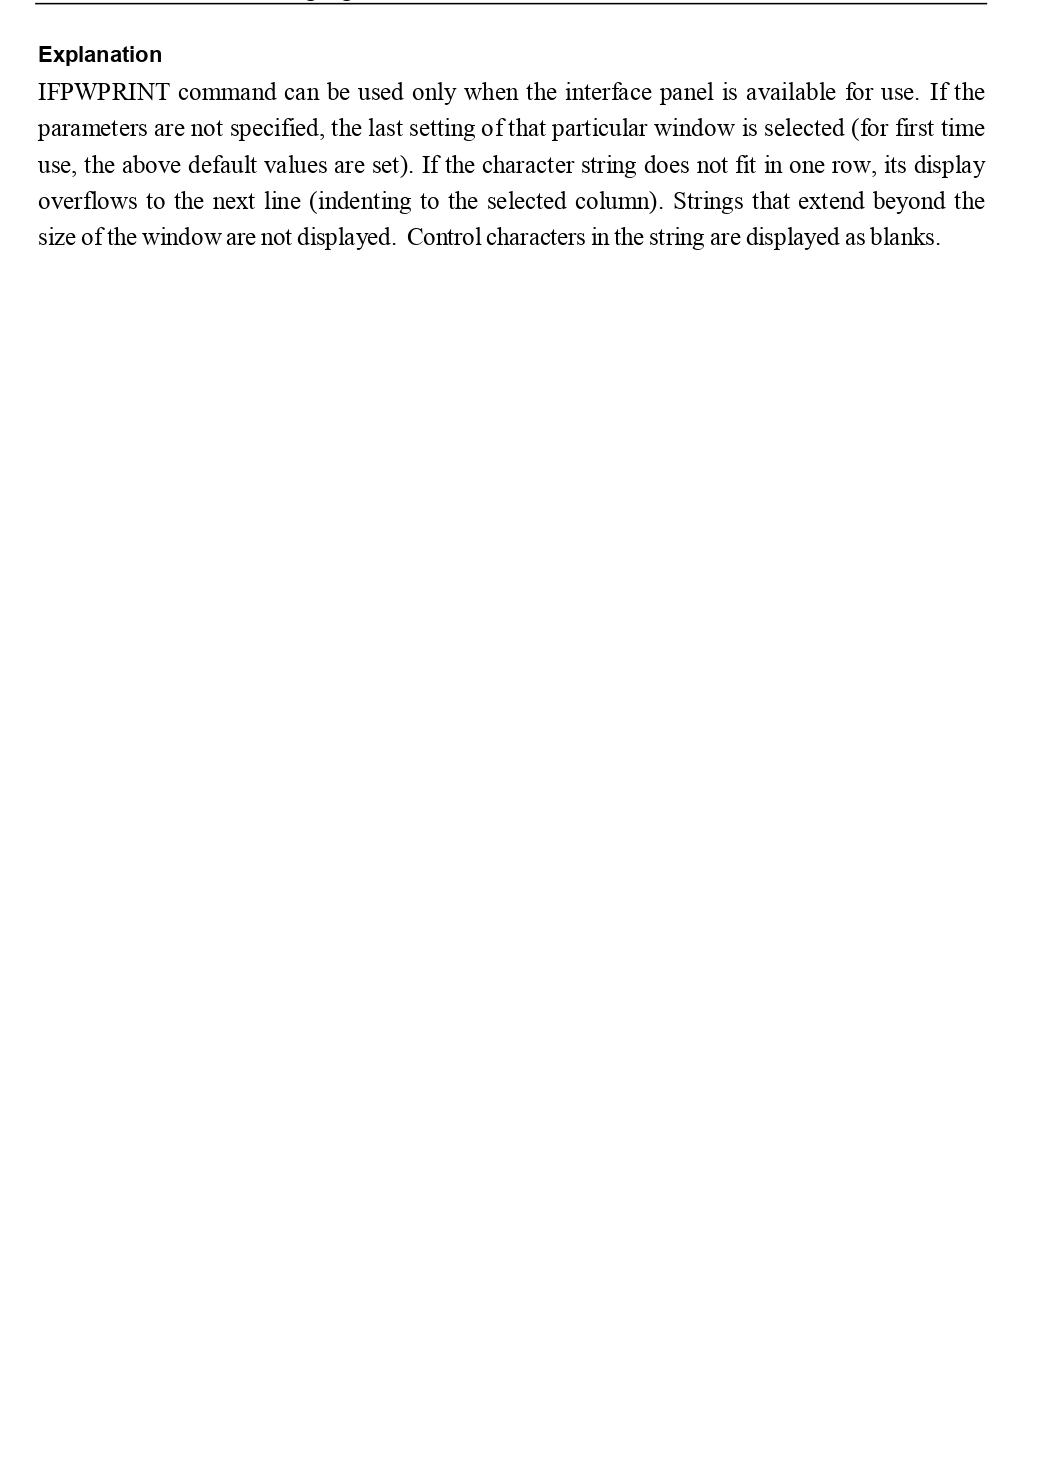 Explanation
IFPWPRINT command can be used only when the interface panel is available for use. If the
parameters are not specified, the last setting of that particular window is selected (for first time
use, the above default values are set). If the character string does not fit in one row, its display
overflows to the next line (indenting to the selected column). Strings that extend beyond the
size of the window are not displayed. Control characters in the string are displayed as blanks.